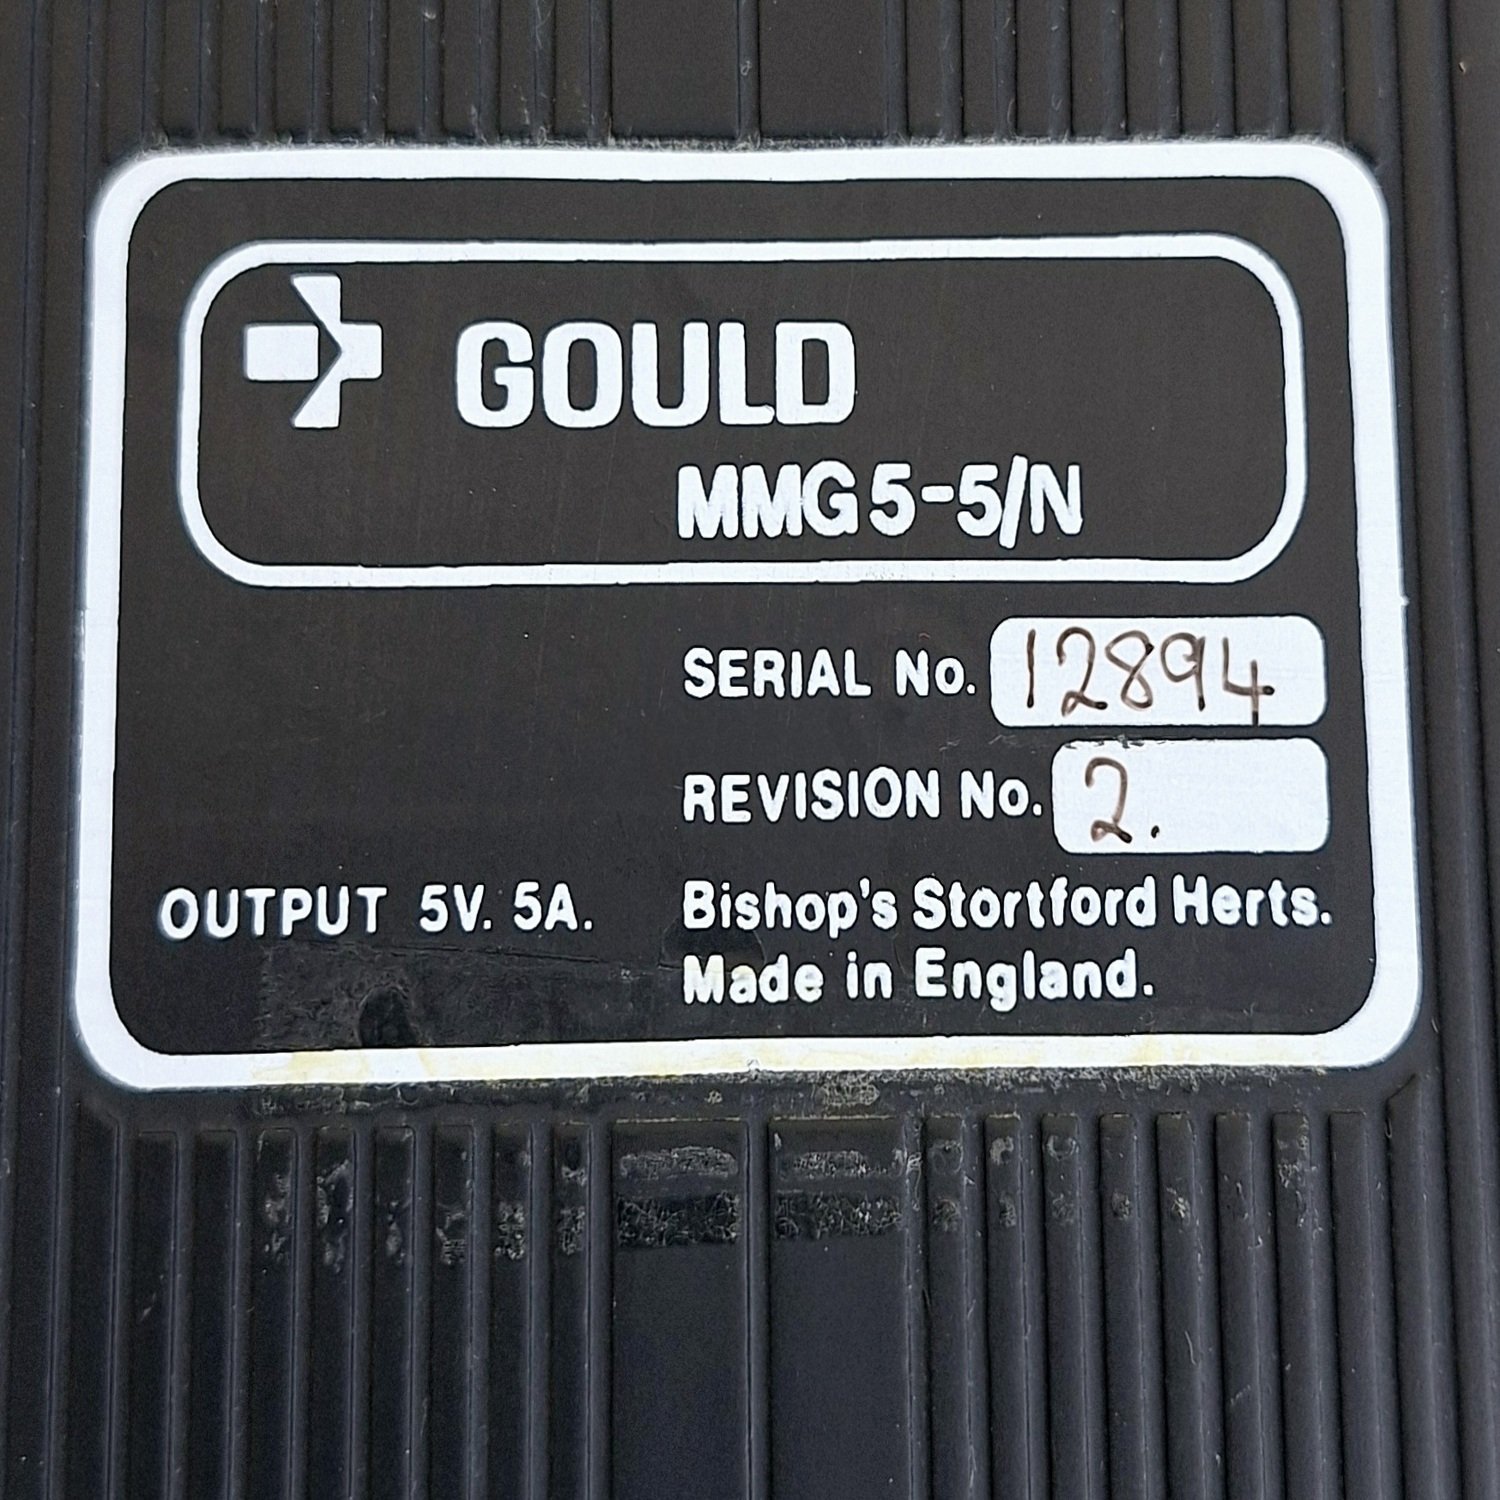 GOULD
MMG5-5/N
SERIAL No. 12894
REVISION No. 2.
OUTPUT 5V. 5A.
Bishop's Stortford Herts.
Made in England.